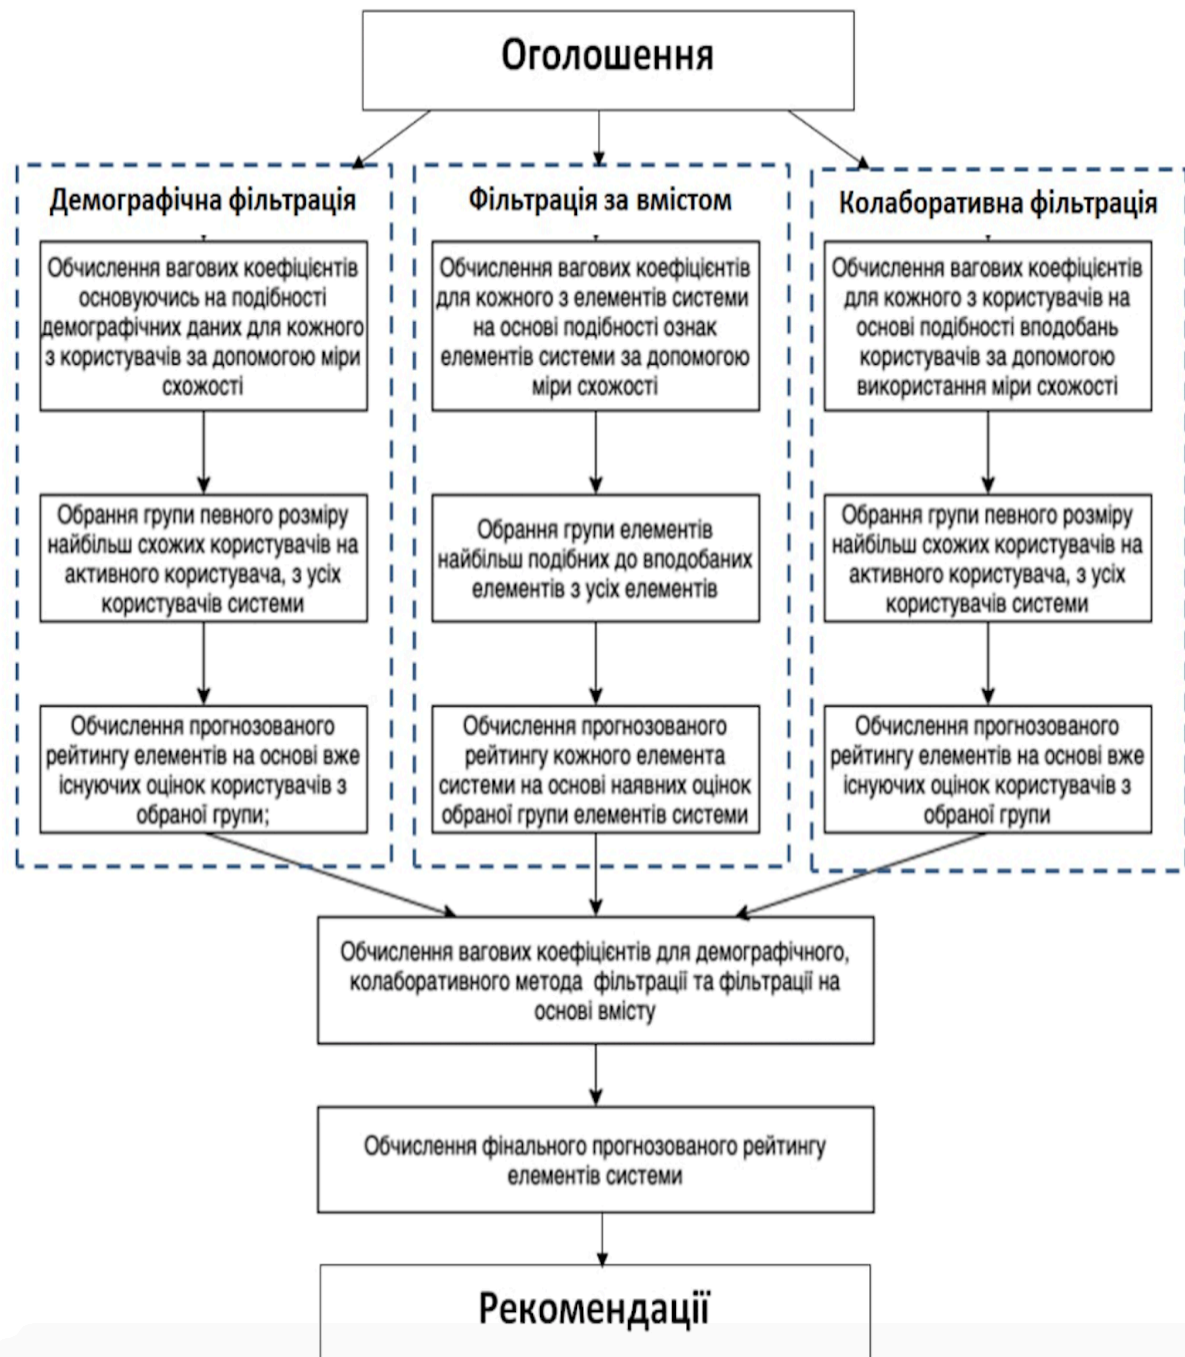 Оголошення
Демографічна фільтрація
Обчислення вагових коефіцієнтів
основуючись на подібності
демографічних даних для кожного
з користувачів за допомогою міри
схожості
Обрання групи певного розміру
найбільш схожих користувачів на
активного користувача, з усіх
користувачів системи
Обчислення прогнозованого
рейтингу елементів на основі вже
існуючих оцінок користувачів з
обраної групи;
Фільтрація за вмістом
Обчислення вагових коефіцієнтів
для кожного з елементів системи
на основі подібності ознак
елементів системи за допомогою
міри схожості
Обрання групи елементів
найбільш подібних до вподобаних
елементів з усіх елементів
Обчислення прогнозованого
рейтингу кожного елемента
системи на основі наявних оцінок
обраної групи елементів системи
Колаборативна фільтрація
Обчислення вагових коефіцієнтів
для кожного з користувачів на
основі подібності вподобань
користувачів за допомогою
використання міри схожості
Обрання групи певного розміру
найбільш схожих користувачів на
активного користувача, з усіх
користувачів системи
Обчислення прогнозованого
рейтингу елементів на основі вже
існуючих оцінок користувачів з
обраної групи
Обчислення вагових коефіцієнтів для демографічного,
колаборативного метода фільтрації та фільтрації на
основі вмісту
Обчислення фінального прогнозованого рейтингу
елементів системи
Рекомендації